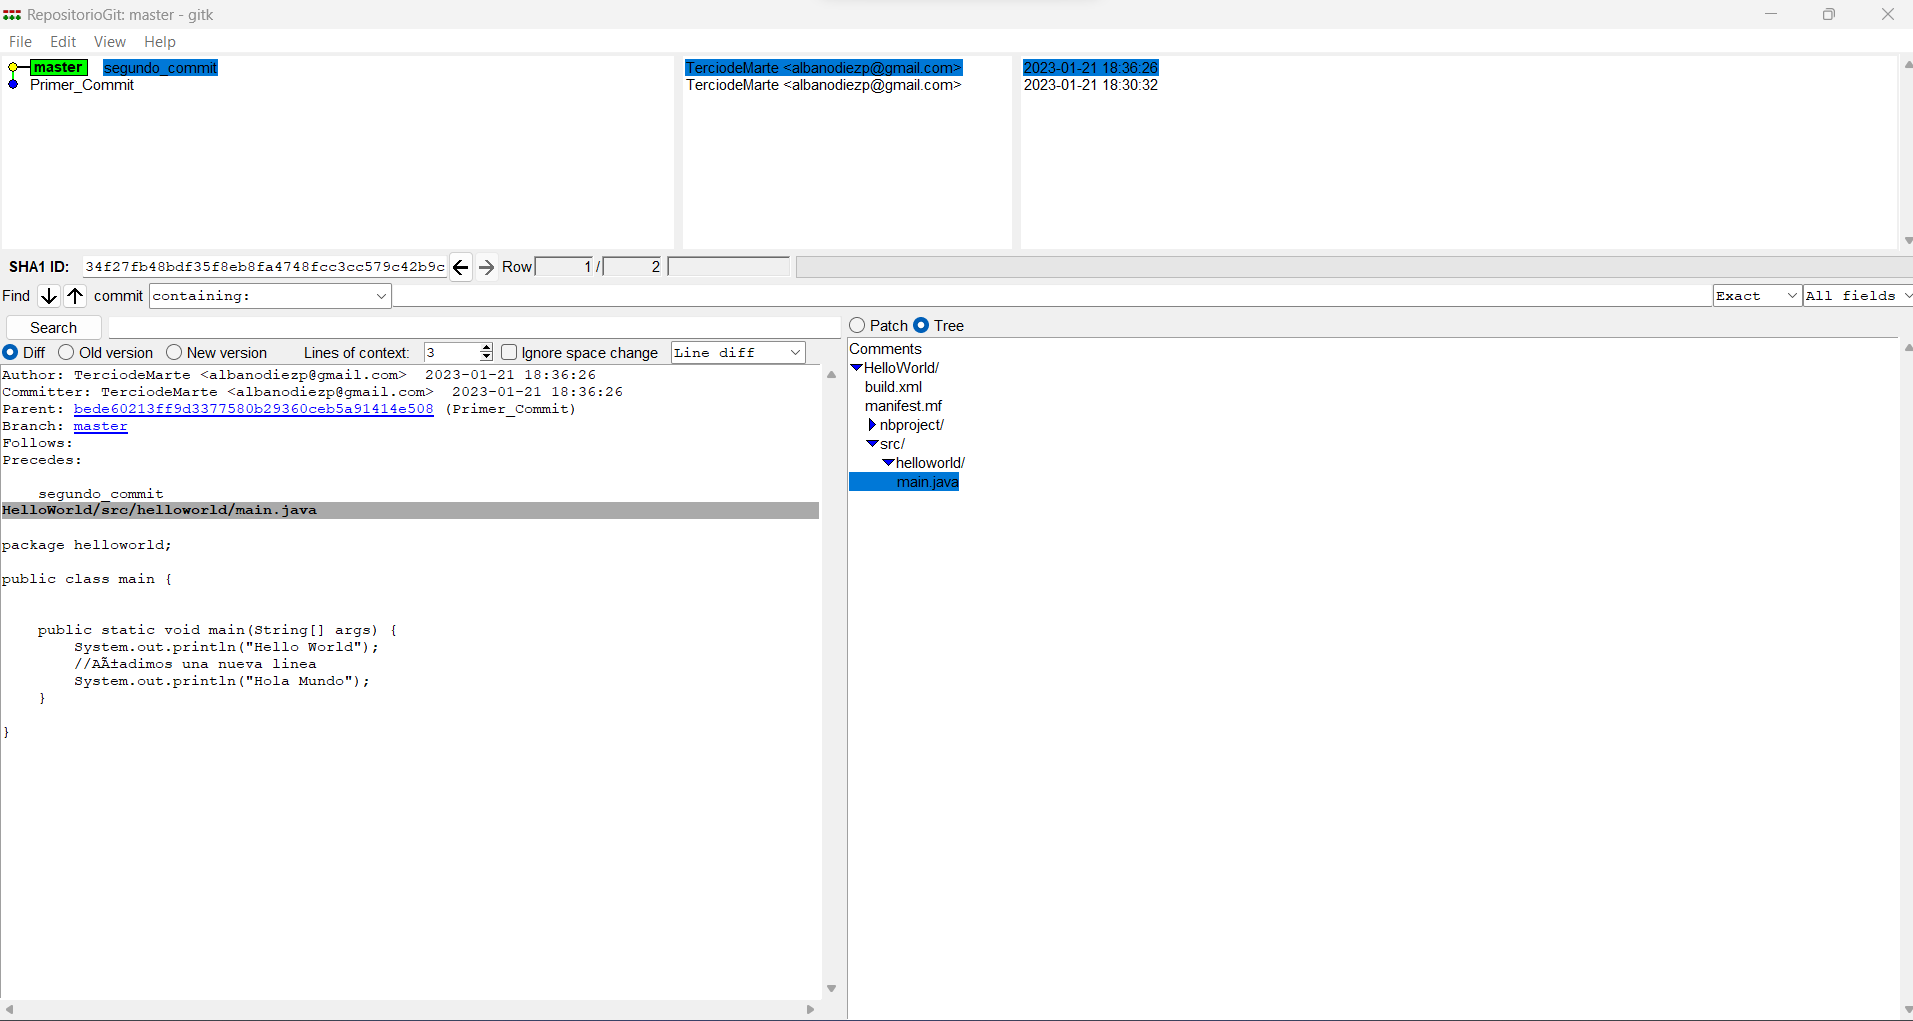 RepositorioGit: master - gitk
File Edit View Help
master segundo_commit TerciodeMarte <albanodiezp@gmail.com> 2023-01-21 18:36:26
Primer_Commit TerciodeMarte <albanodiezp@gmail.com> 2023-01-21 18:30:32
SHA1 ID: 34f27fb48bdf35f8eb8fa4748fcc3cc579c42b9c Row 1 / 2
Find commit containing: Exact All fields
Search
Diff Old version New version Lines of context: 3 Ignore space change Line diff
Author: TerciodeMarte <albanodiezp@gmail.com> 2023-01-21 18:36:26
Committer: TerciodeMarte <albanodiezp@gmail.com> 2023-01-21 18:36:26
Parent: bede60213ff9d3377580b29360ceb5a91414e508 (Primer_Commit)
Branch: master
Follows:
Precedes:
segundo_commit
HelloWorld/src/helloworld/main.java
package helloworld;
public class main {
public static void main(String[] args) {
System.out.println("Hello World");
//AÃ±adimos una nueva linea
System.out.println("Hola Mundo");
}
}
Patch Tree
Comments
HelloWorld/
build.xml
manifest.mf
nbproject/
src/
helloworld/
main.java